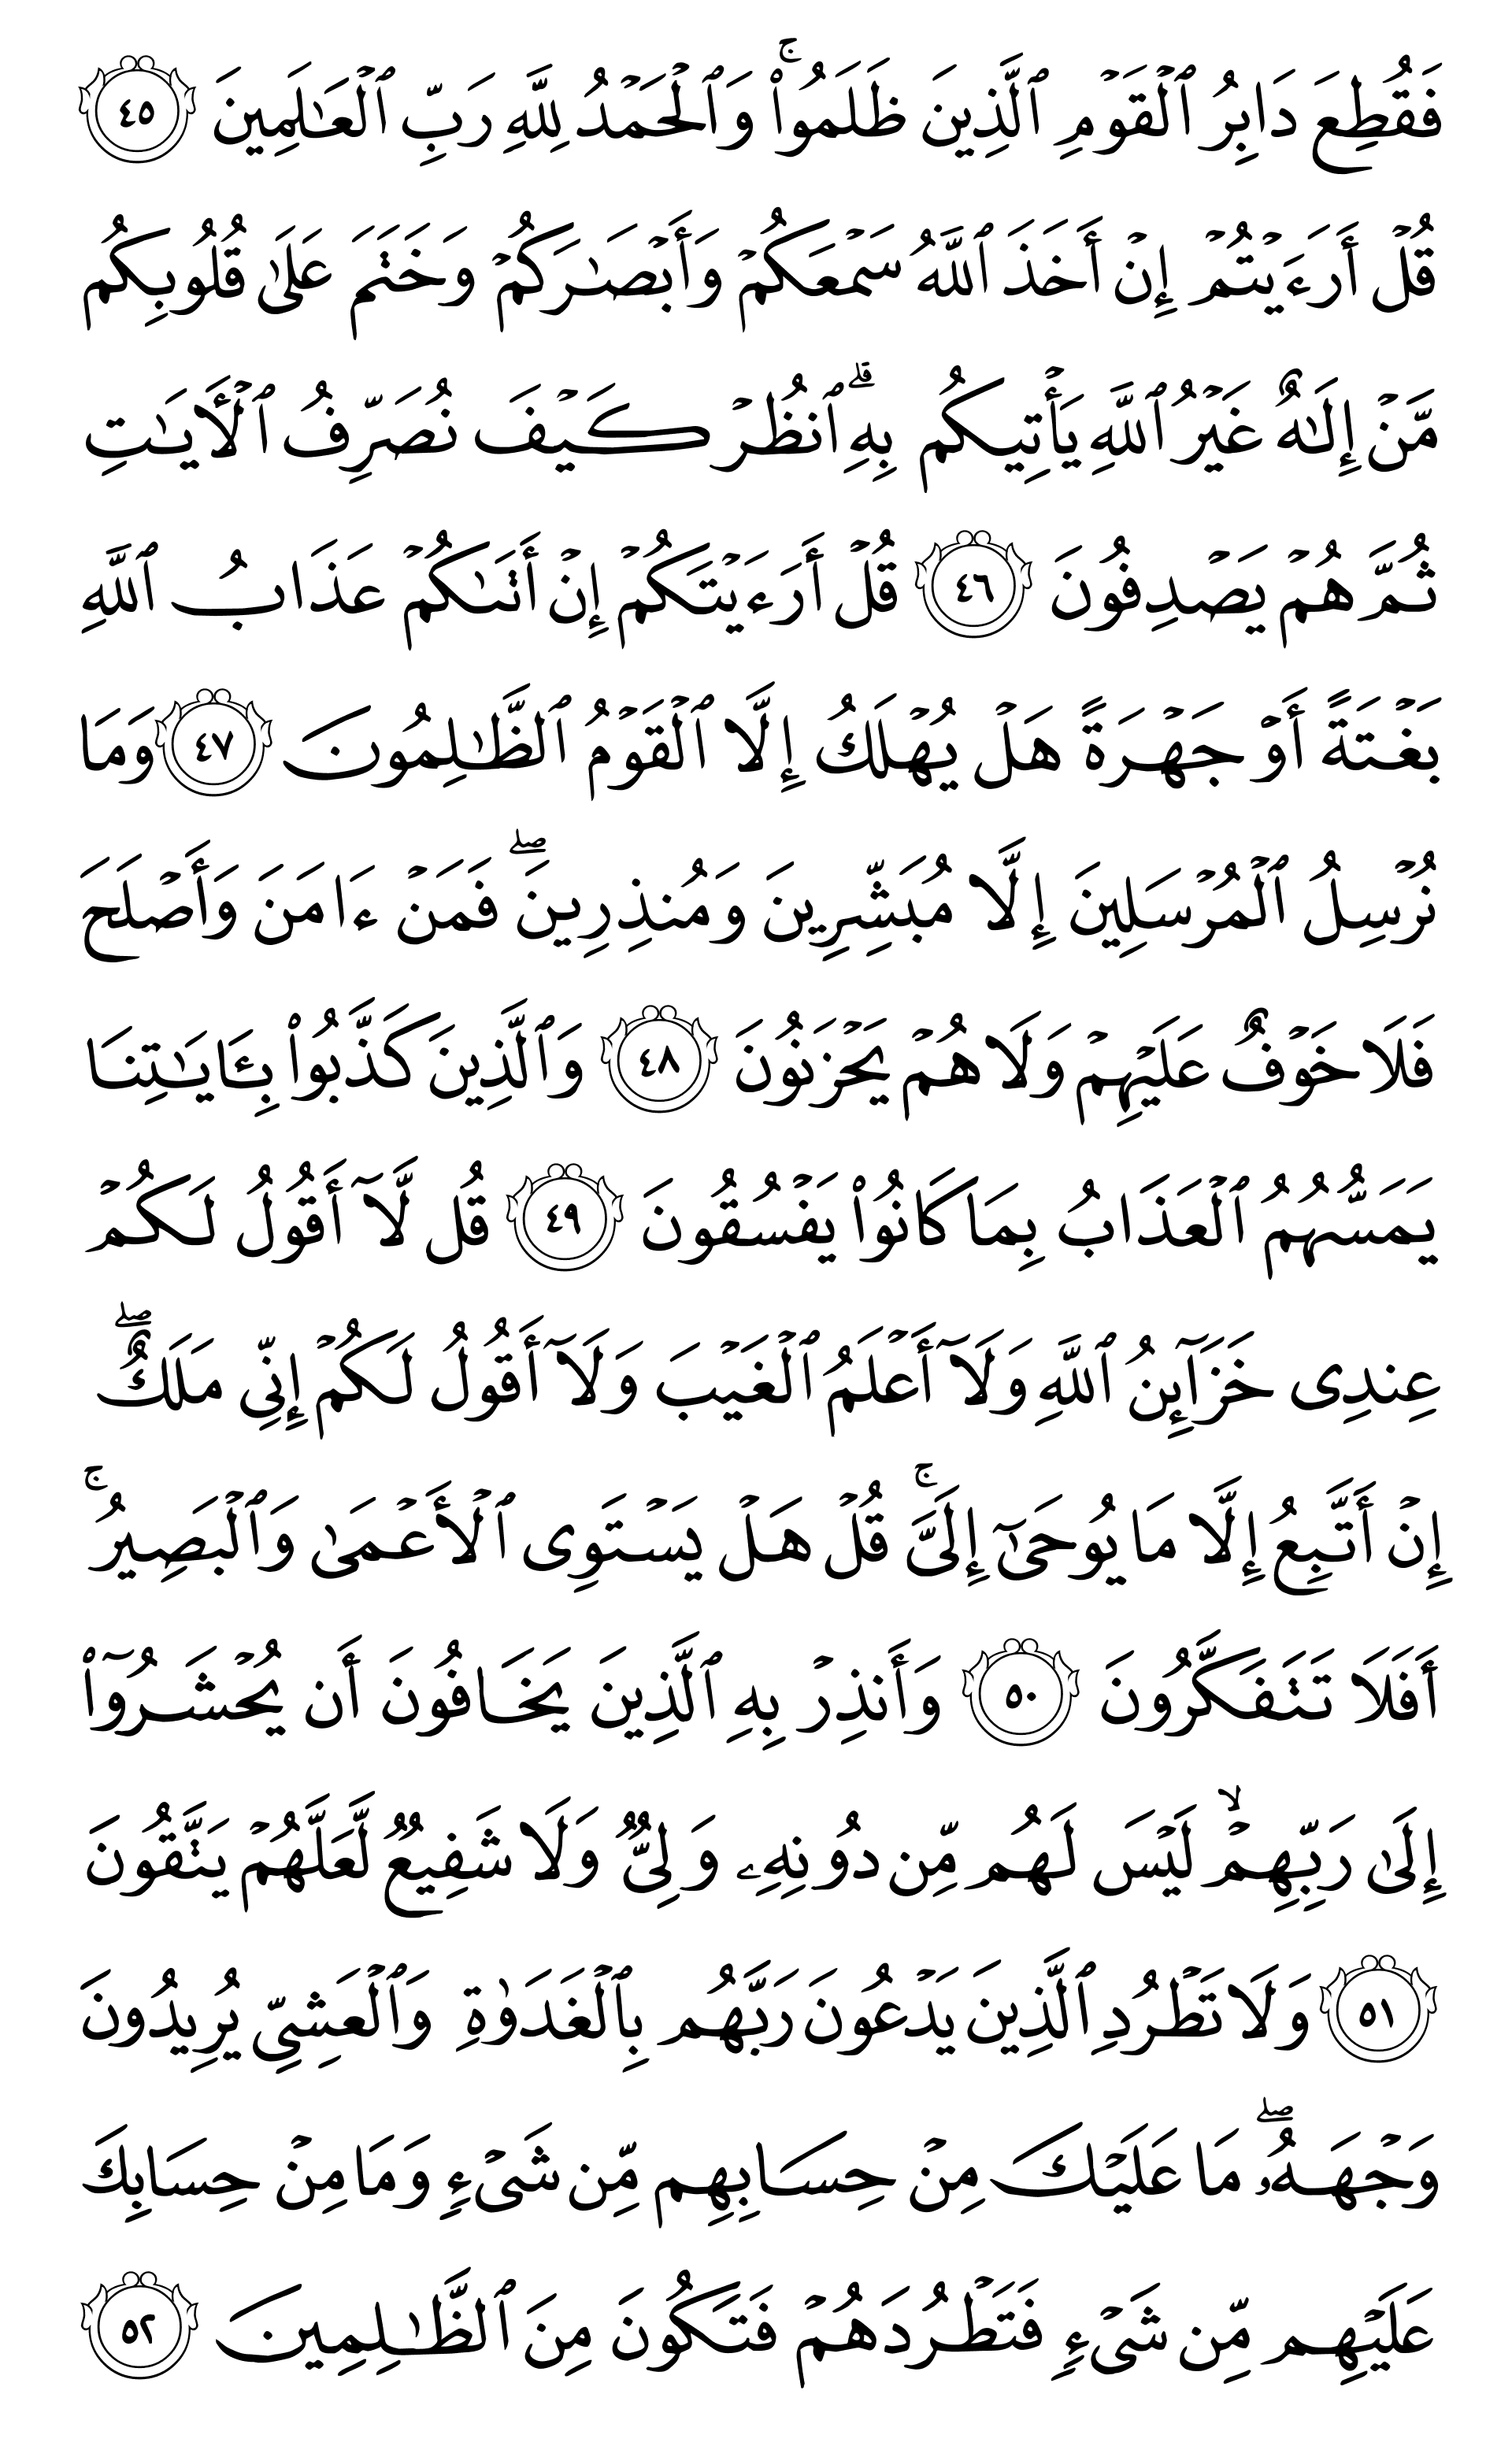 فَقُطِعَ دَابِرُ ٱلْقَوْمِ ٱلَّذِينَ ظَلَمُوا۟ ۚ وَٱلْحَمْدُ لِلَّهِ رَبِّ ٱلْعَـٰلَمِينَ ٤٥
قُلْ أَرَءَيْتُمْ إِنْ أَخَذَ ٱللَّهُ سَمْعَكُمْ وَأَبْصَـٰرَكُمْ وَخَتَمَ عَلَىٰ قُلُوبِكُم
مَّنْ إِلَـٰهٌ غَيْرُ ٱللَّهِ يَأْتِيكُم بِهِ ۗ ٱنظُرْ كَيْفَ نُصَرِّفُ ٱلْـَٔايَـٰتِ
ثُمَّ هُمْ يَصْدِفُونَ ٤٦ قُلْ أَرَءَيْتَكُمْ إِنْ أَتَىٰكُمْ عَذَابُ ٱللَّهِ
بَغْتَةً أَوْ جَهْرَةً هَلْ يُهْلَكُ إِلَّا ٱلْقَوْمُ ٱلظَّـٰلِمُونَ ٤٧ وَمَا
نُرْسِلُ ٱلْمُرْسَلِينَ إِلَّا مُبَشِّرِينَ وَمُنذِرِينَ ۖ فَمَنْ ءَامَنَ وَأَصْلَحَ
فَلَا خَوْفٌ عَلَيْهِمْ وَلَا هُمْ يَحْزَنُونَ ٤٨ وَٱلَّذِينَ كَذَّبُوا۟ بِـَٔايَـٰتِنَا
يَمَسُّهُمُ ٱلْعَذَابُ بِمَا كَانُوا۟ يَفْسُقُونَ ٤٩ قُل لَّآ أَقُولُ لَكُمْ
عِندِى خَزَآئِنُ ٱللَّهِ وَلَآ أَعْلَمُ ٱلْغَيْبَ وَلَآ أَقُولُ لَكُمْ إِنِّى مَلَكٌ ۖ
إِنْ أَتَّبِعُ إِلَّا مَا يُوحَىٰٓ إِلَىَّ ۚ قُلْ هَلْ يَسْتَوِى ٱلْأَعْمَىٰ وَٱلْبَصِيرُ ۚ
أَفَلَا تَتَفَكَّرُونَ ٥٠ وَأَنذِرْ بِهِ ٱلَّذِينَ يَخَافُونَ أَن يُحْشَرُوٓا۟
إِلَىٰ رَبِّهِمْ ۙ لَيْسَ لَهُم مِّن دُونِهِۦ وَلِىٌّ وَلَا شَفِيعٌ لَّعَلَّهُمْ يَتَّقُونَ
٥١ وَلَا تَطْرُدِ ٱلَّذِينَ يَدْعُونَ رَبَّهُم بِٱلْغَدَوٰةِ وَٱلْعَشِىِّ يُرِيدُونَ
وَجْهَهُۥ ۖ مَا عَلَيْكَ مِنْ حِسَابِهِم مِّن شَىْءٍ وَمَا مِنْ حِسَابِكَ
عَلَيْهِم مِّن شَىْءٍ فَتَطْرُدَهُمْ فَتَكُونَ مِنَ ٱلظَّـٰلِمِينَ ٥٢